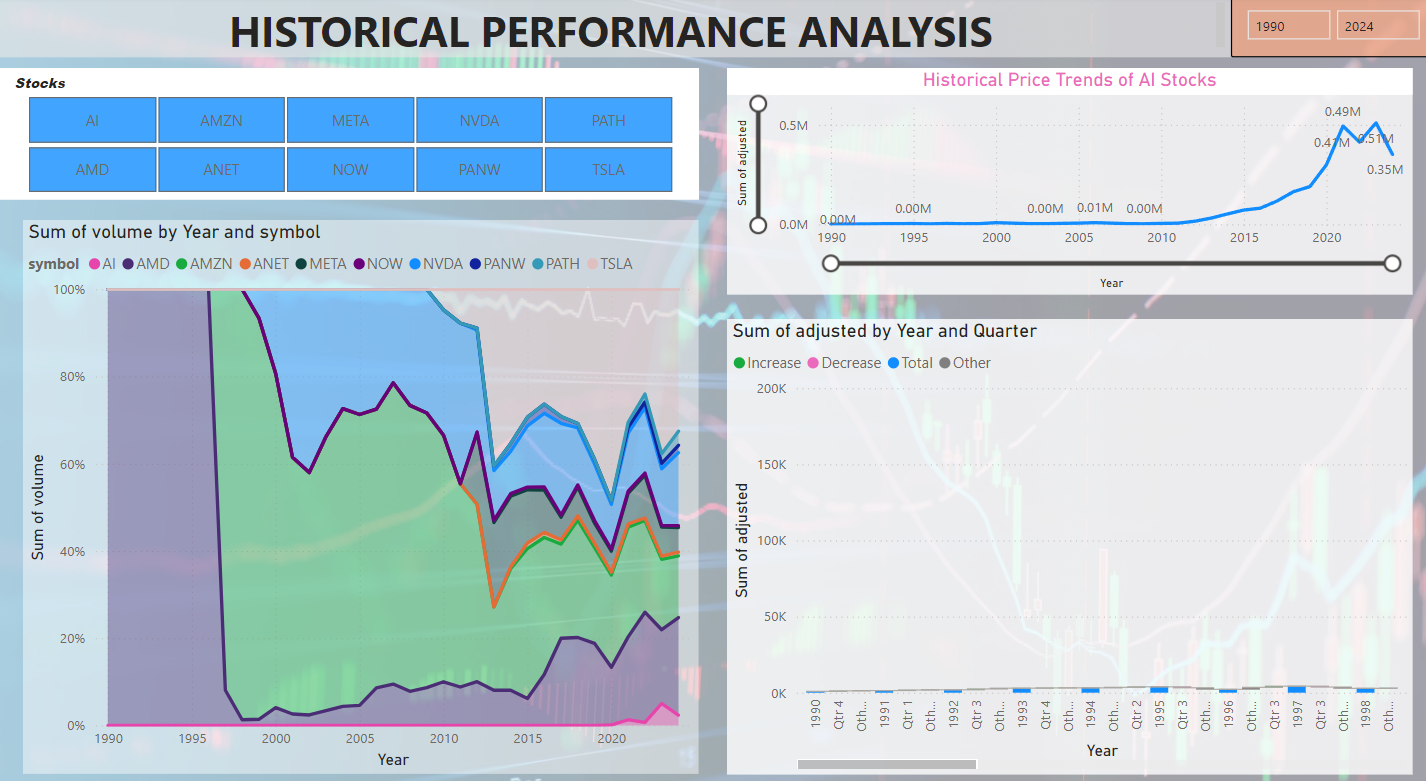 HISTORICAL PERFORMANCE ANALYSIS
1990 2024
Stocks
AI AMZN META NVDA PATH
AMD ANET NOW PANW TSLA
Historical Price Trends of AI Stocks
Sum of adjusted
0.5M
0.0M
0.00M 0.00M 0.00M 0.01M 0.00M 0.41M 0.49M 0.51M 0.35M
1990 1995 2000 2005 2010 2015 2020
Year
Sum of volume by Year and symbol
symbol AI AMD AMZN ANET META NOW NVDA PANW PATH TSLA
Sum of volume
100%
80%
60%
40%
20%
0%
1990 1995 2000 2005 2010 2015 2020
Year
Sum of adjusted by Year and Quarter
Increase Decrease Total Other
Sum of adjusted
200K
150K
100K
50K
0K
1990 Qtr 4 Oth... 1991 Qtr 1 Oth... 1992 Qtr 3 Oth... 1993 Qtr 4 Oth... 1994 Qtr 4 Oth... Qtr 2 1995 Qtr 3 Oth... 1996 Oth... Qtr 3 1997 Qtr 3 Oth... 1998 Oth...
Year